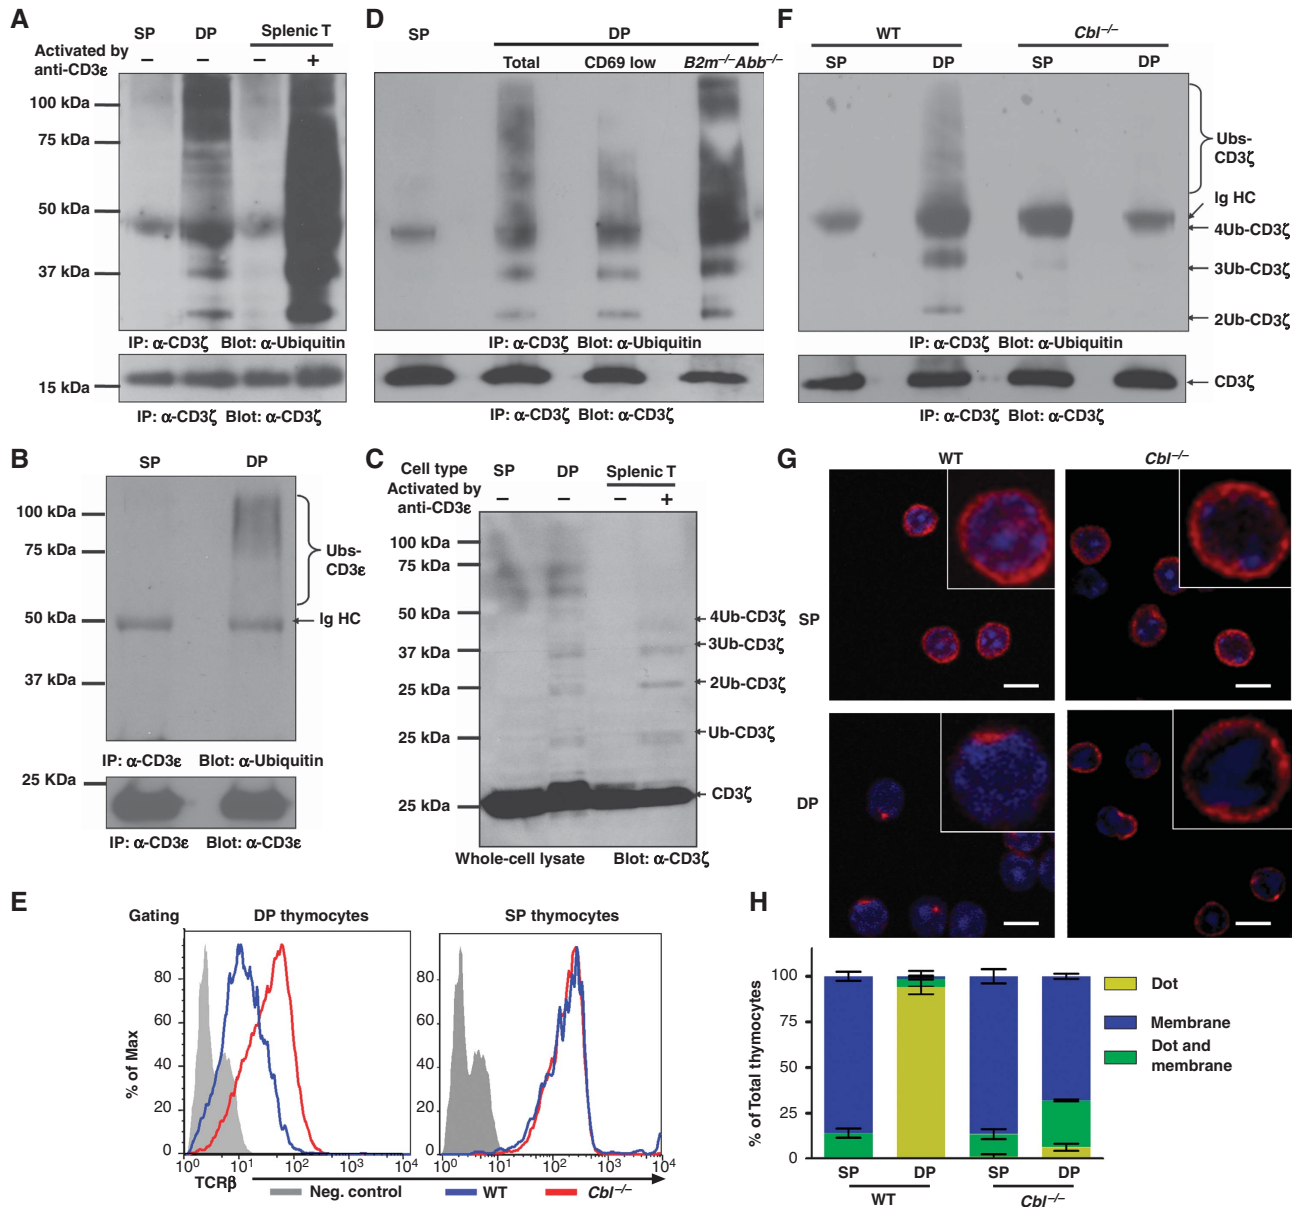 A
SP DP Splenic T
Activated by
anti-CD3ε
– – – +
100 kDa
75 kDa
50 kDa
37 kDa
IP: α-CD3ζ Blot: α-Ubiquitin
15 kDa
IP: α-CD3ζ Blot: α-CD3ζ
B
SP DP
100 kDa
75 kDa
50 kDa
37 kDa
Ubs-
CD3ε
Ig HC
IP: α-CD3ε Blot: α-Ubiquitin
25 KDa
IP: α-CD3ε Blot: α-CD3ε
D
SP DP
Total CD69 low B2m–/–Abb–/–
IP: α-CD3ζ Blot: α-Ubiquitin
IP: α-CD3ζ Blot: α-CD3ζ
C
Cell type SP DP Splenic T
Activated by
anti-CD3ε
– – – +
100 kDa
75 kDa
50 kDa
37 kDa
25 kDa
25 kDa
25 kDa
4Ub-CD3ζ
3Ub-CD3ζ
2Ub-CD3ζ
Ub-CD3ζ
CD3ζ
Whole-cell lysate Blot: α-CD3ζ
F
WT Cbl–/–
SP DP SP DP
Ubs-
CD3ζ
Ig HC
4Ub-CD3ζ
3Ub-CD3ζ
2Ub-CD3ζ
IP: α-CD3ζ Blot: α-Ubiquitin
CD3ζ
IP: α-CD3ζ Blot: α-CD3ζ
G
WT Cbl–/–
SP
DP
E
Gating DP thymocytes SP thymocytes
% of Max
80
60
40
20
0
10⁰ 10¹ 10² 10³ 10⁴
80
60
40
20
0
10⁰ 10¹ 10² 10³ 10⁴
TCRβ
Neg. control WT Cbl–/–
H
% of Total thymocytes
100
75
50
25
0
SP DP SP DP
WT Cbl–/–
Dot
Membrane
Dot and
membrane